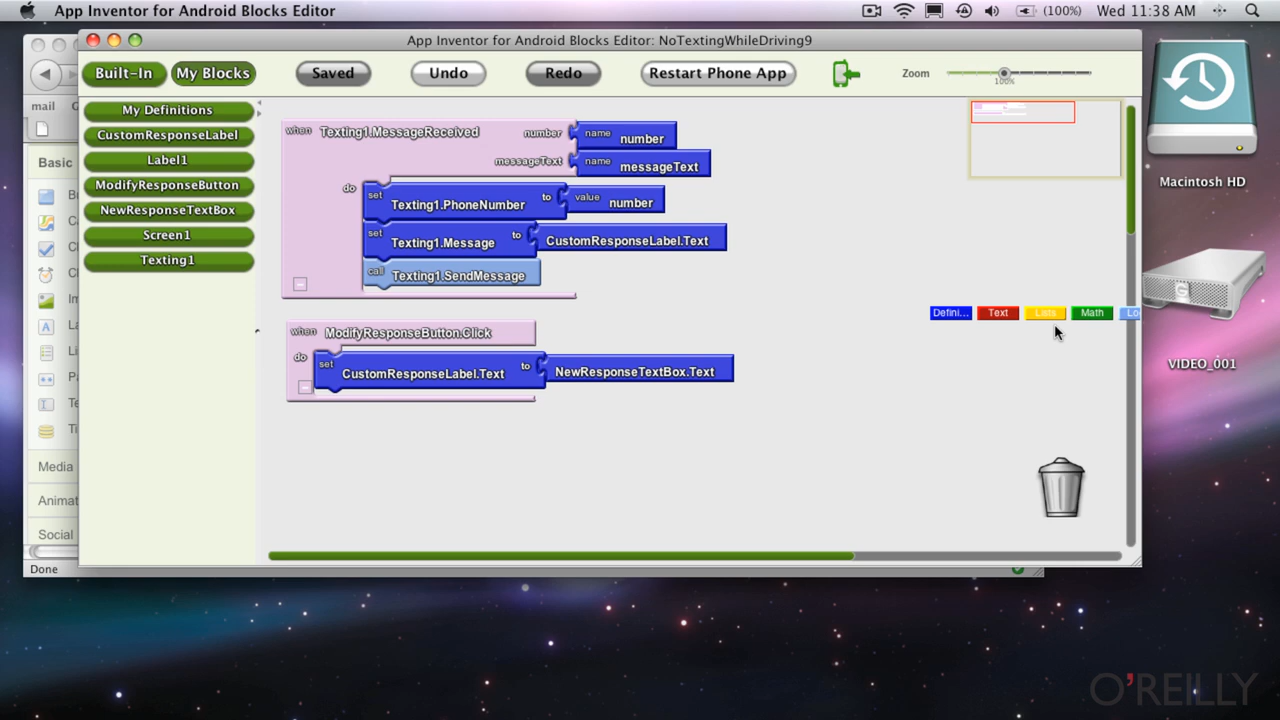 App Inventor for Android Blocks Editor
(100%) Wed 11:38 AM
App Inventor for Android Blocks Editor: NoTextingWhileDriving9
Built-In
My Blocks
Saved
Undo
Redo
Restart Phone App
Zoom
100%
mail
Basic
Media
Animat
Social
Done
My Definitions
CustomResponseLabel
Label1
ModifyResponseButton
NewResponseTextBox
Screen1
Texting1
when Texting1.MessageReceived number name number
messageText name messageText
do set Texting1.PhoneNumber to value number
set Texting1.Message to CustomResponseLabel.Text
call Texting1.SendMessage
when ModifyResponseButton.Click
do set CustomResponseLabel.Text to NewResponseTextBox.Text
Defini... Text Lists Math Lo
Macintosh HD
VIDEO_001
O'REILLY